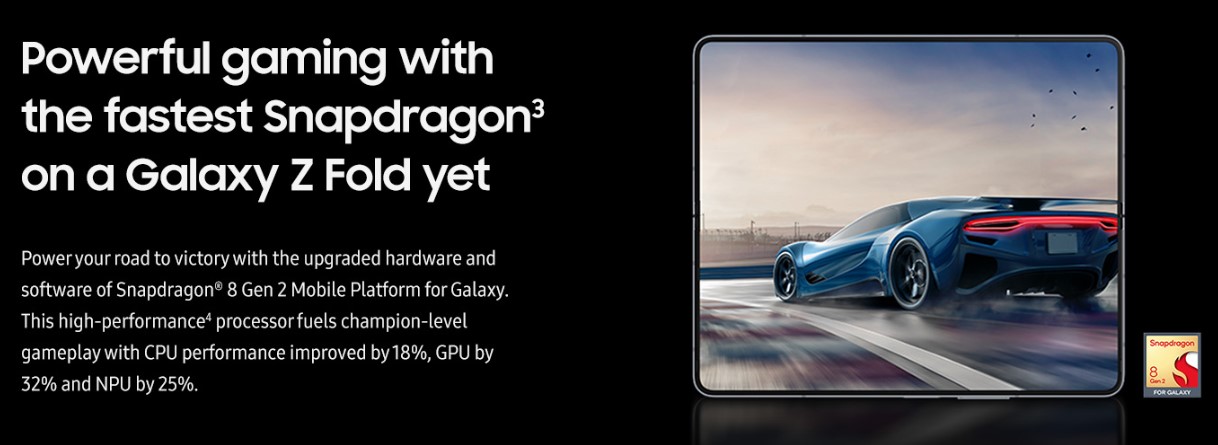 Powerful gaming with
the fastest Snapdragon³
on a Galaxy Z Fold yet
Power your road to victory with the upgraded hardware and
software of Snapdragon® 8 Gen 2 Mobile Platform for Galaxy.
This high-performance⁴ processor fuels champion-level
gameplay with CPU performance improved by 18%, GPU by
32% and NPU by 25%.
Snapdragon
8
Gen 2
FOR GALAXY